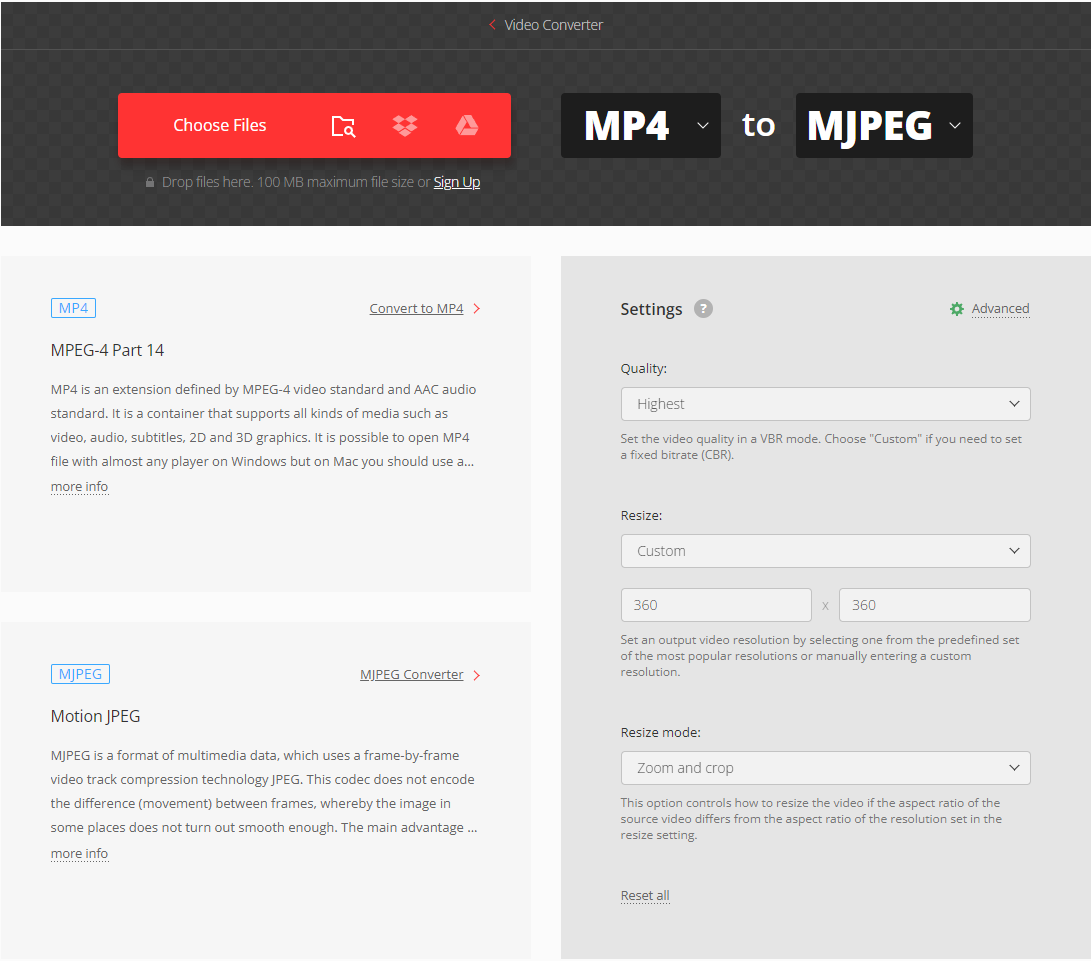 Video Converter
Choose Files
MP4 to MJPEG
Drop files here. 100 MB maximum file size or Sign Up
MP4
Convert to MP4
MPEG-4 Part 14
MP4 is an extension defined by MPEG-4 video standard and AAC audio
standard. It is a container that supports all kinds of media such as
video, audio, subtitles, 2D and 3D graphics. It is possible to open MP4
file with almost any player on Windows but on Mac you should use a...
more info
MJPEG
MJPEG Converter
Motion JPEG
MJPEG is a format of multimedia data, which uses a frame-by-frame
video track compression technology JPEG. This codec does not encode
the difference (movement) between frames, whereby the image in
some places does not turn out smooth enough. The main advantage ...
more info
Settings ?
Advanced
Quality:
Highest
Set the video quality in a VBR mode. Choose "Custom" if you need to set
a fixed bitrate (CBR).
Resize:
Custom
360 x 360
Set an output video resolution by selecting one from the predefined set
of the most popular resolutions or manually entering a custom
resolution.
Resize mode:
Zoom and crop
This option controls how to resize the video if the aspect ratio of the
source video differs from the aspect ratio of the resolution set in the
resize setting.
Reset all